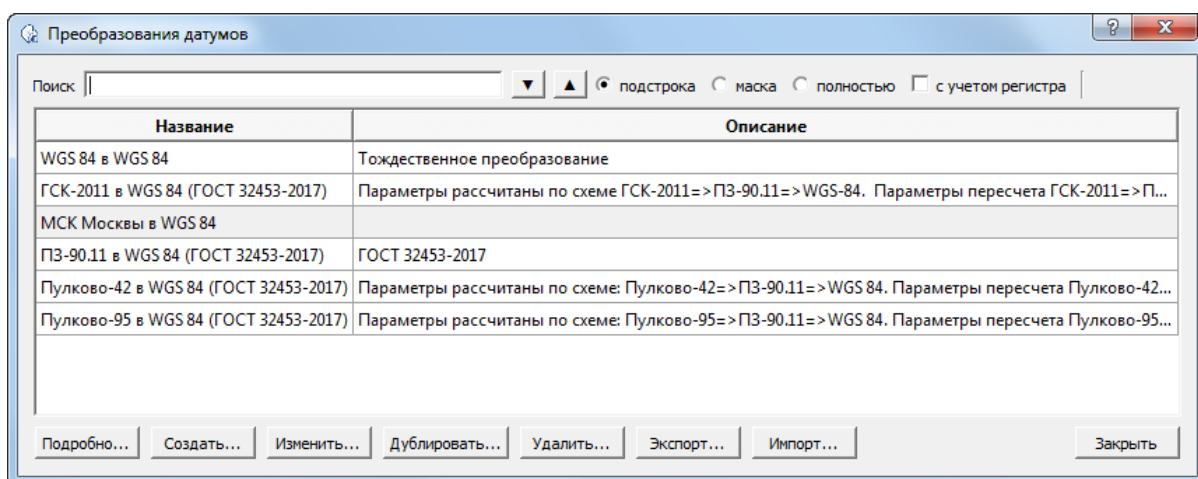 Преобразования датумов
Поиск подстрока маска полностью с учетом регистра
Название Описание
WGS 84 в WGS 84 Тождественное преобразование
ГСК-2011 в WGS 84 (ГОСТ 32453-2017) Параметры рассчитаны по схеме ГСК-2011=>ПЗ-90.11=>WGS-84. Параметры пересчета ГСК-2011=>П...
МСК Москвы в WGS 84
ПЗ-90.11 в WGS 84 (ГОСТ 32453-2017) ГОСТ 32453-2017
Пулково-42 в WGS 84 (ГОСТ 32453-2017) Параметры рассчитаны по схеме: Пулково-42=>ПЗ-90.11=>WGS 84. Параметры пересчета Пулково-42...
Пулково-95 в WGS 84 (ГОСТ 32453-2017) Параметры рассчитаны по схеме: Пулково-95=>ПЗ-90.11=>WGS 84. Параметры пересчета Пулково-95...
Подробно... Создать... Изменить... Дублировать... Удалить... Экспорт... Импорт... Закрыть